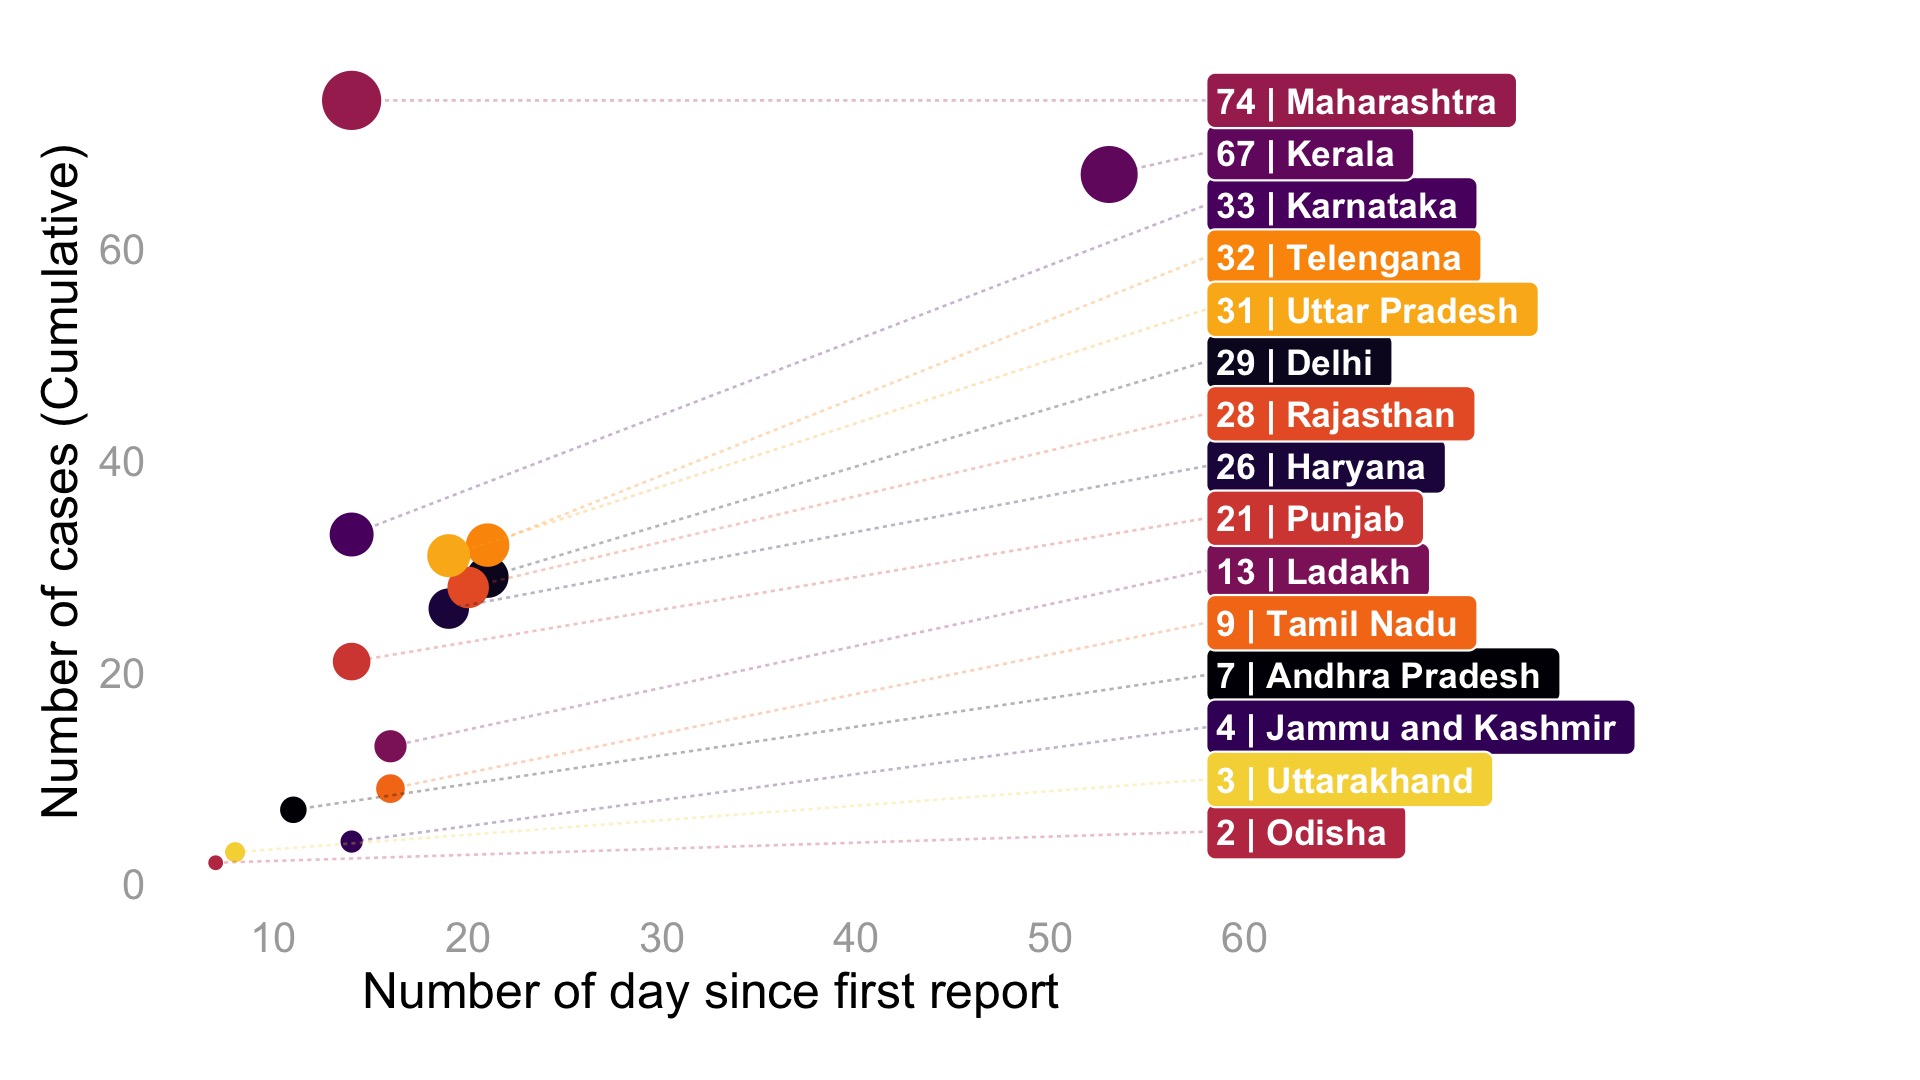 74 | Maharashtra
67 | Kerala
33 | Karnataka
32 | Telengana
31 | Uttar Pradesh
29 | Delhi
28 | Rajasthan
26 | Haryana
21 | Punjab
13 | Ladakh
9 | Tamil Nadu
7 | Andhra Pradesh
4 | Jammu and Kashmir
3 | Uttarakhand
2 | Odisha
Number of cases (Cumulative)
60
40
20
0
10 20 30 40 50 60
Number of day since first report